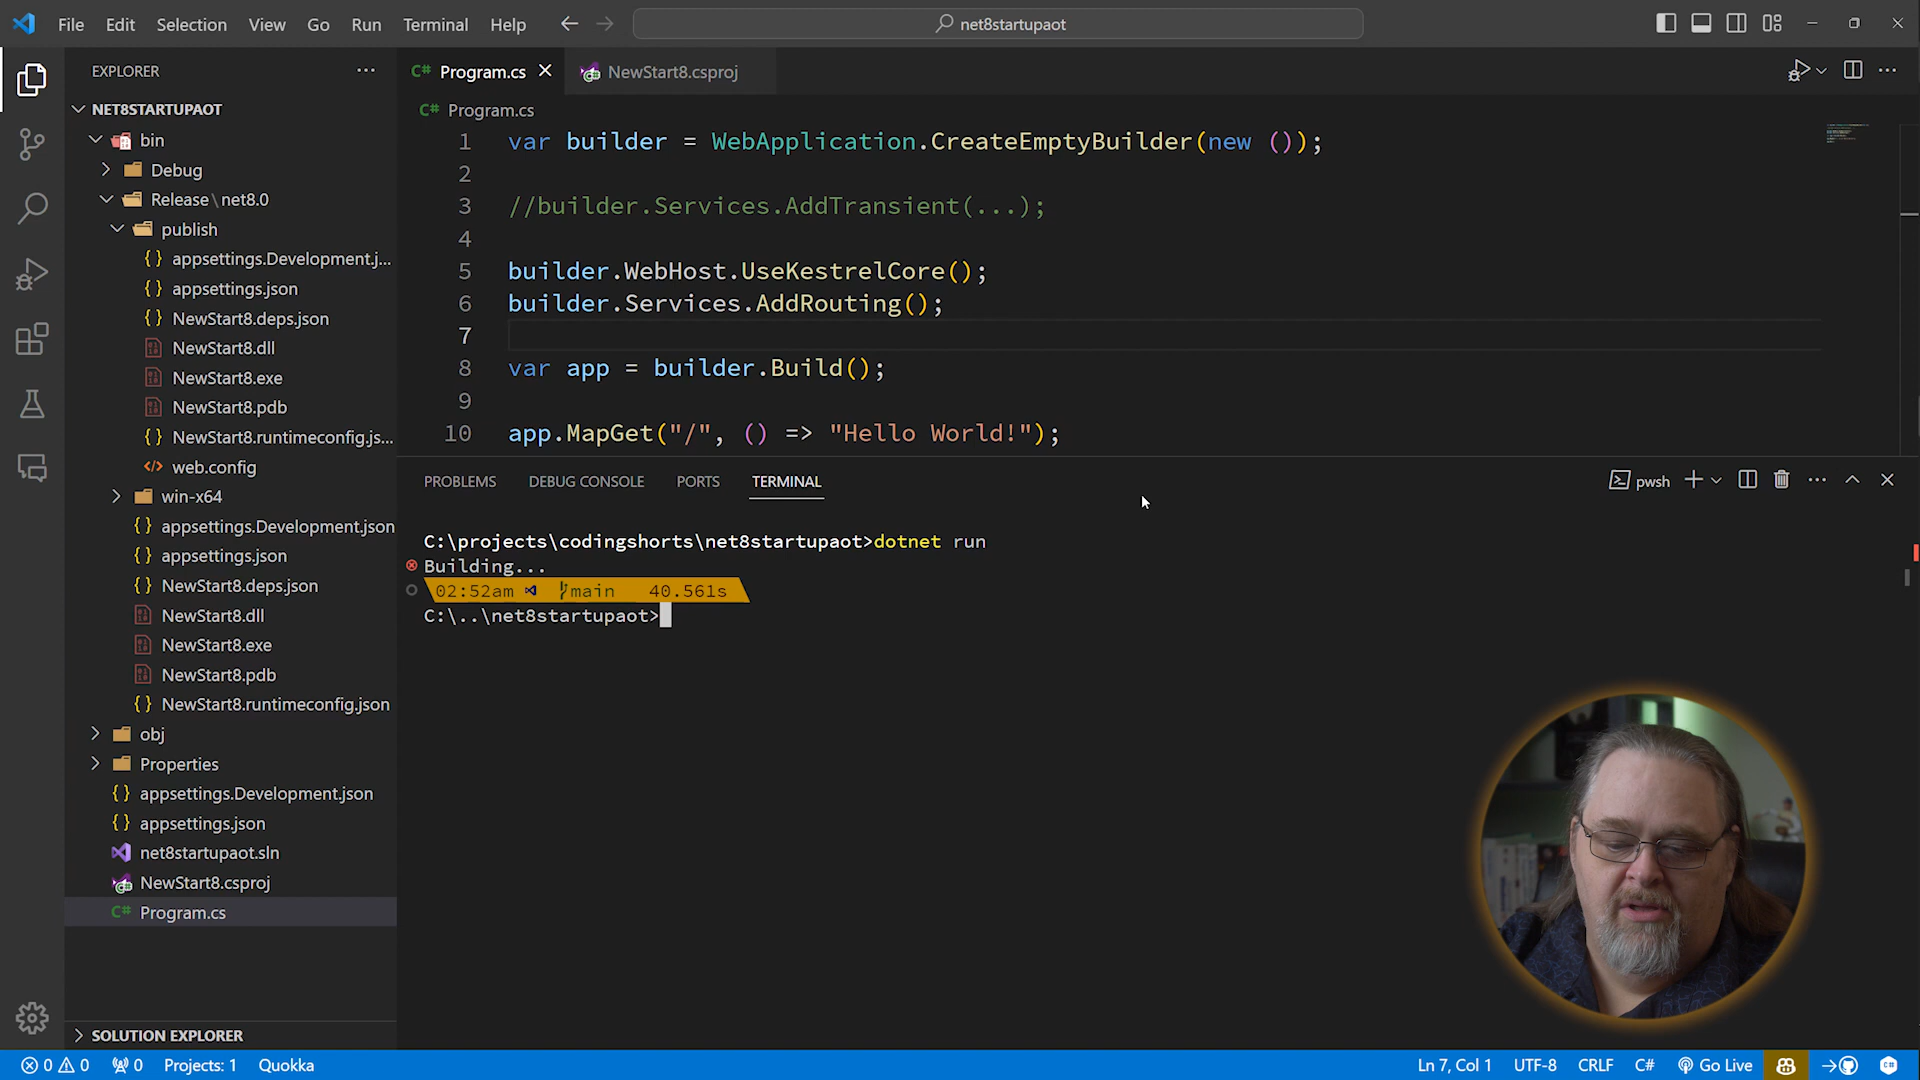 File Edit Selection View Go Run Terminal Help
net8startupaot
EXPLORER
NET8STARTUPAOT
bin
Debug
Release\net8.0
publish
appsettings.Development.j...
appsettings.json
NewStart8.deps.json
NewStart8.dll
NewStart8.exe
NewStart8.pdb
NewStart8.runtimeconfig.js...
web.config
win-x64
appsettings.Development.json
appsettings.json
NewStart8.deps.json
NewStart8.dll
NewStart8.exe
NewStart8.pdb
NewStart8.runtimeconfig.json
obj
Properties
appsettings.Development.json
appsettings.json
net8startupaot.sln
NewStart8.csproj
C# Program.cs
SOLUTION EXPLORER
C# Program.cs
NewStart8.csproj
C# Program.cs
1 var builder = WebApplication.CreateEmptyBuilder(new ());
2
3 //builder.Services.AddTransient(...);
4
5 builder.WebHost.UseKestrelCore();
6 builder.Services.AddRouting();
7
8 var app = builder.Build();
9
10 app.MapGet("/", () => "Hello World!");
PROBLEMS DEBUG CONSOLE PORTS TERMINAL
pwsh
C:\projects\codingshorts\net8startupaot>dotnet run
Building...
02:52am main 40.561s
C:\..\net8startupaot>
0 0 0 Projects: 1 Quokka
Ln 7, Col 1 UTF-8 CRLF C# Go Live